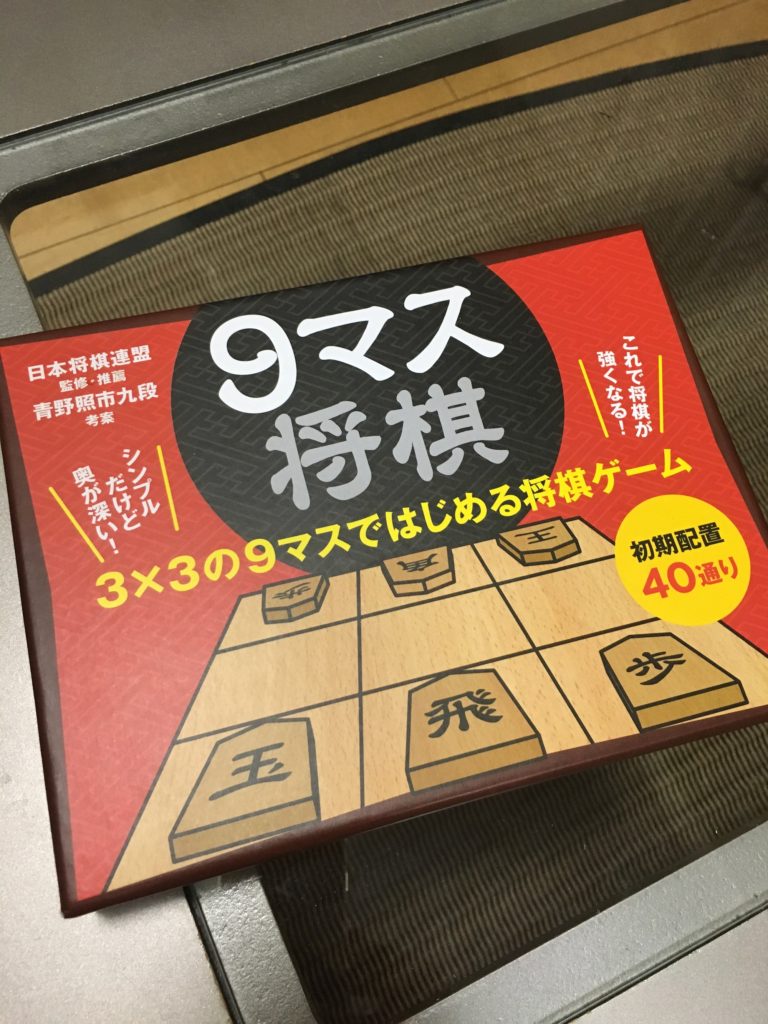 日本将棋連盟
監修・推薦
青野照市九段
考案
9マス
将棋
これで将棋が
強くなる!
シンプル
だけど
奥が深い!
3×3の9マスではじめる将棋ゲーム
初期配置
40通り
歩
角
王
玉
飛
歩